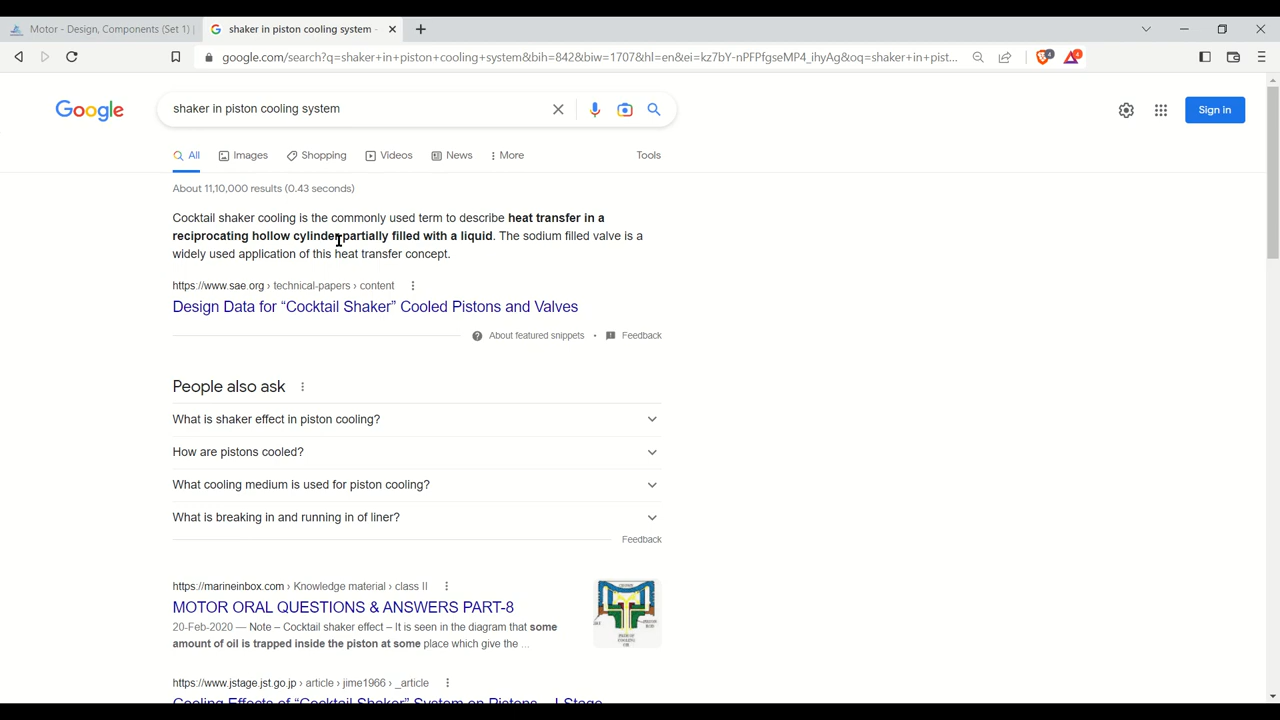 Motor - Design, Components (Set 1) |
shaker in piston cooling system -
google.com/search?q=shaker+in+piston+cooling+system&bih=842&biw=1707&hl=en&ei=kz7bY-nPFPfgseMP4_ihyAg&oq=shaker+in+pist...
Google
shaker in piston cooling system
Sign in
All Images Shopping Videos News More Tools
About 11,10,000 results (0.43 seconds)
Cocktail shaker cooling is the commonly used term to describe heat transfer in a
reciprocating hollow cylinder partially filled with a liquid. The sodium filled valve is a
widely used application of this heat transfer concept.
https://www.sae.org › technical-papers › content
Design Data for “Cocktail Shaker” Cooled Pistons and Valves
About featured snippets • Feedback
People also ask
What is shaker effect in piston cooling?
How are pistons cooled?
What cooling medium is used for piston cooling?
What is breaking in and running in of liner?
Feedback
https://marineinbox.com › Knowledge material › class II
MOTOR ORAL QUESTIONS & ANSWERS PART-8
20-Feb-2020 — Note – Cocktail shaker effect – It is seen in the diagram that some
amount of oil is trapped inside the piston at some place which give the ...
https://www.jstage.jst.go.jp › article › jime1966 › _article
Cooling Effects of “Cocktail Shaker” System on Pistons - J-Stage